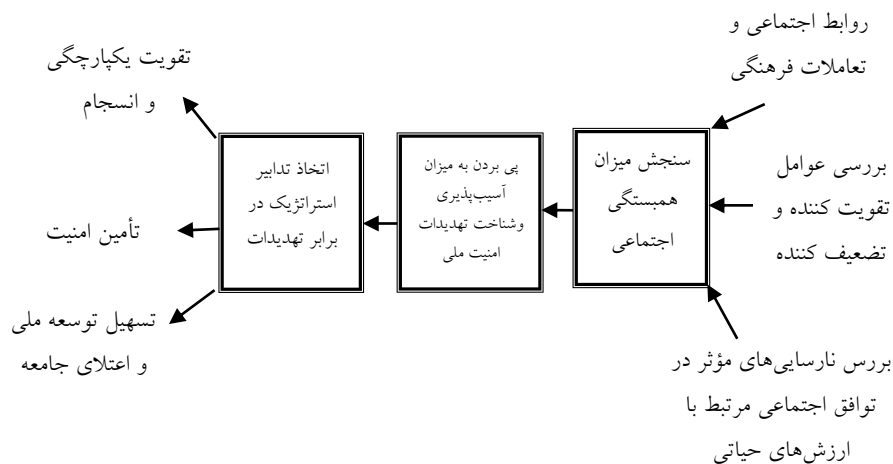 روابط اجتماعی و
تعاملات فرهنگی
بررسی عوامل
تقویت کننده و
تضعیف کننده
بررس نارسایی‌های مؤثر در
توافق اجتماعی مرتبط با
ارزش‌های حیاتی
سنجش میزان
همبستگی
اجتماعی
پی بردن به میزان
آسیب‌پذیری
وشناخت تهدیدات
امنیت ملی
اتخاذ تدابیر
استراتژیک در
برابر تهدیدات
تقویت یکپارچگی
و انسجام
تأمین امنیت
تسهیل توسعه ملی
و اعتلای جامعه